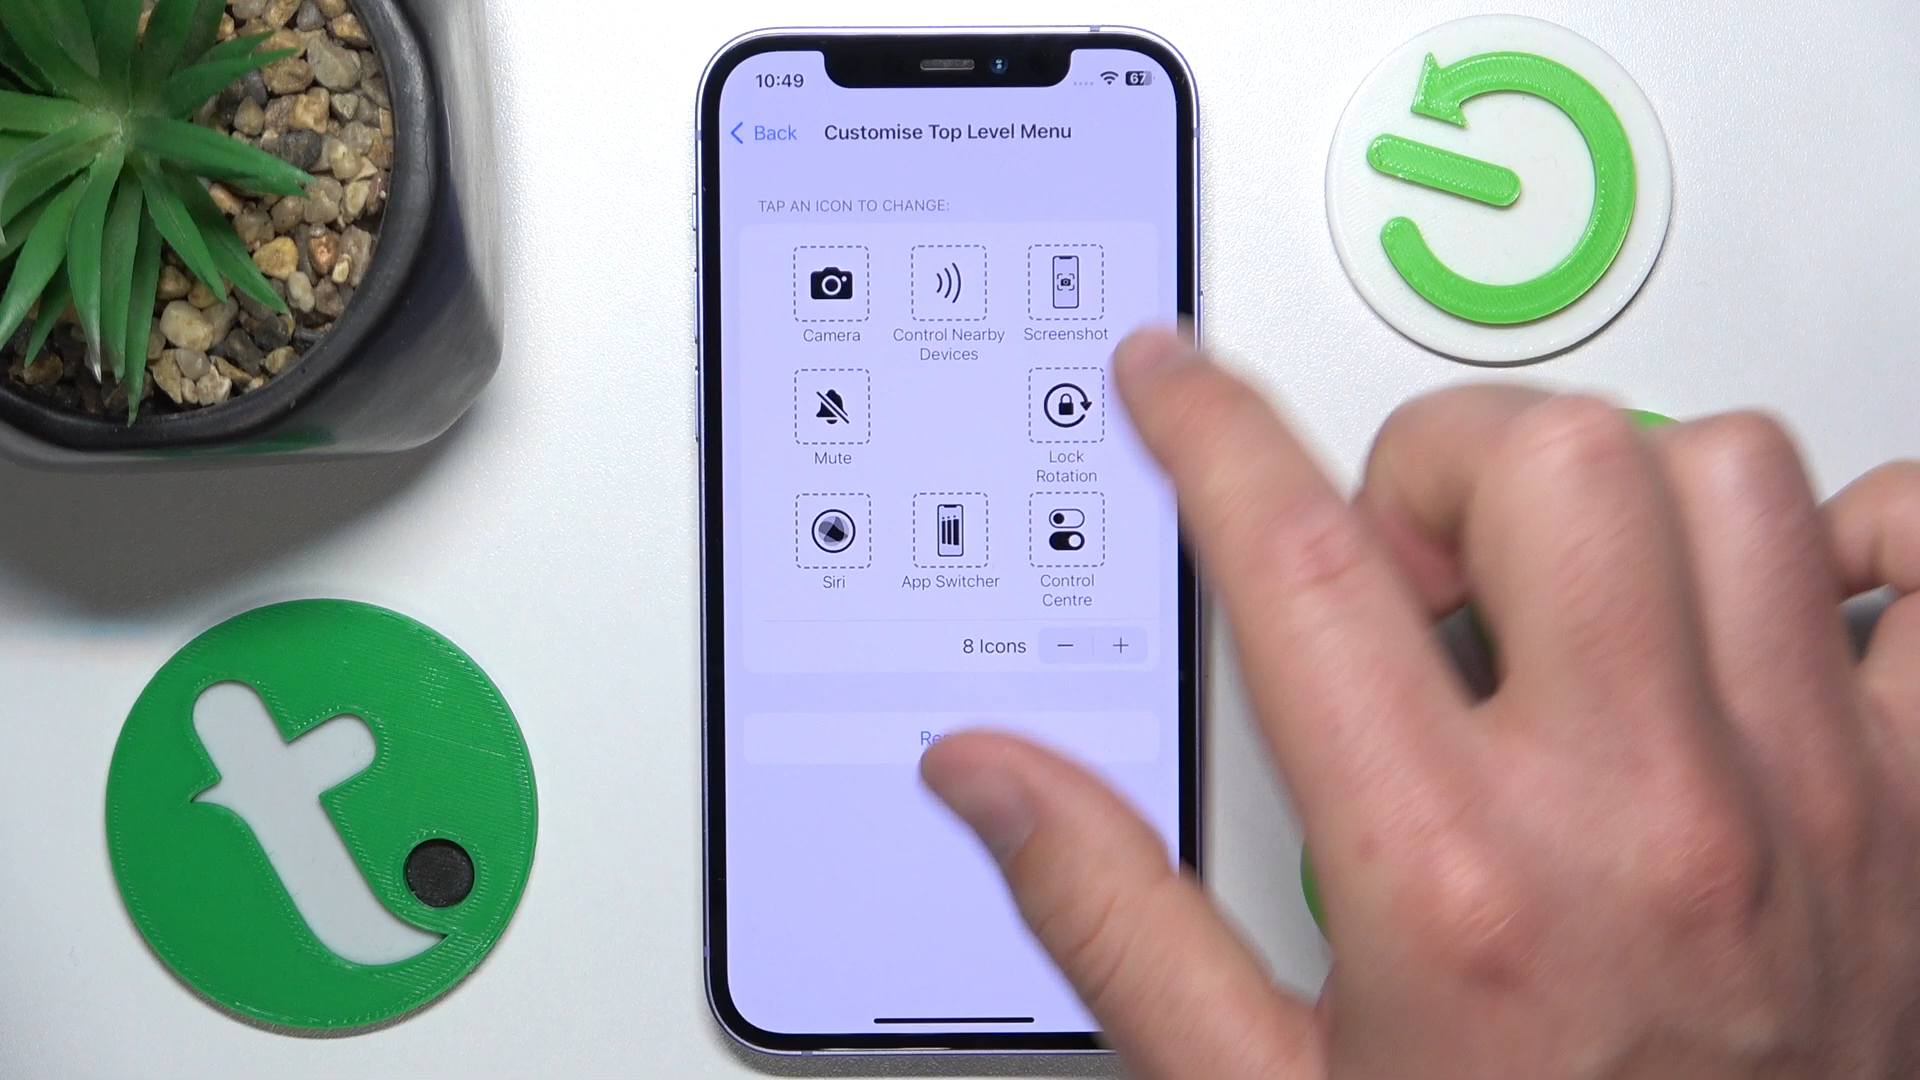 10:49
67
Back
Customise Top Level Menu
TAP AN ICON TO CHANGE:
Camera
Control Nearby
Devices
Screenshot
Mute
Lock
Rotation
Siri
App Switcher
Control
Centre
8 Icons
t